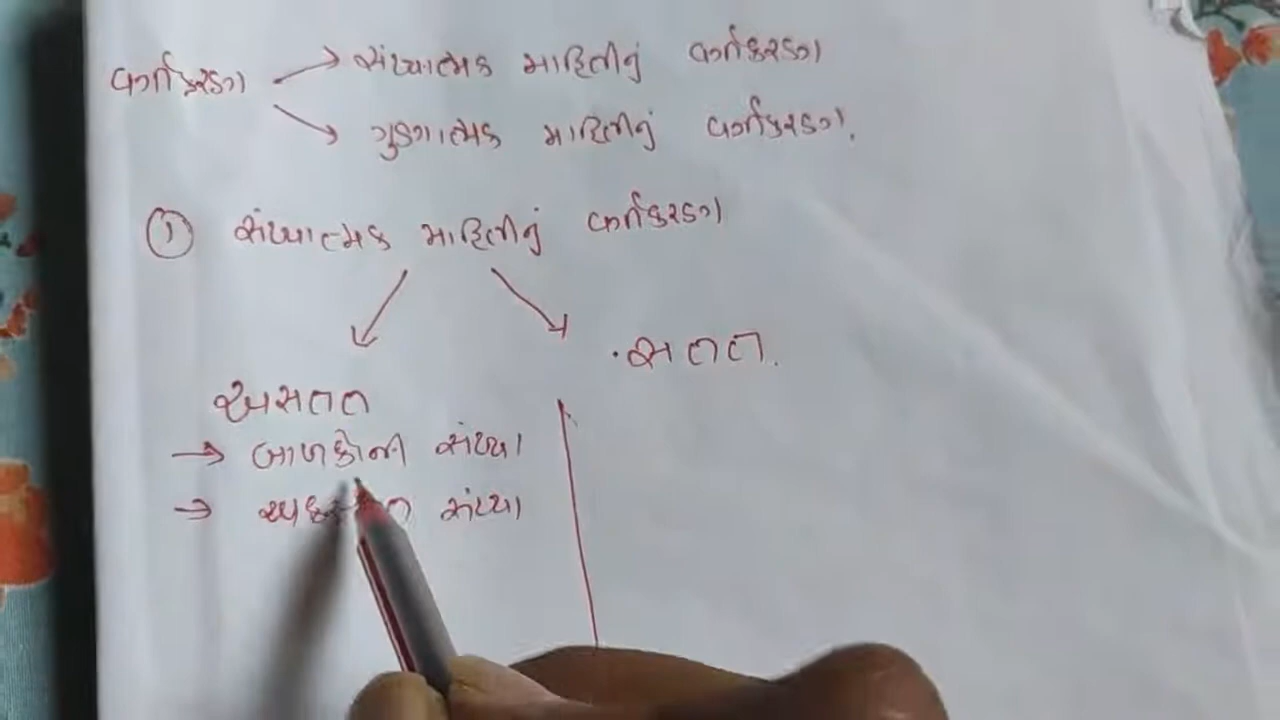 વર્ગીકરણ → સંખ્યાત્મક માહિતીનું વર્ગીકરણ
→ ગુણાત્મક માહિતીનું વર્ગીકરણ.
① સંખ્યાત્મક માહિતીનું વર્ગીકરણ
• સતત.
અસતત
→ બાળકોની સંખ્યા
→ સંખ્યા